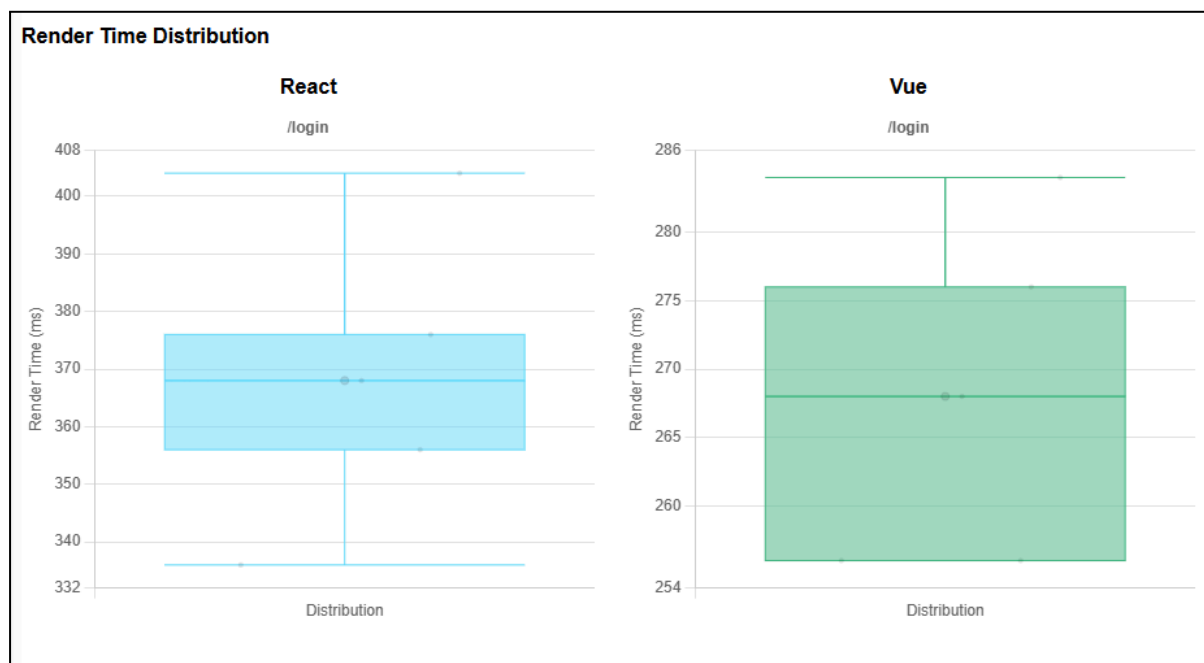 Render Time Distribution
React
/login
408
400
390
380
370
360
350
340
332
Render Time (ms)
Distribution
Vue
/login
286
280
275
270
265
260
254
Render Time (ms)
Distribution